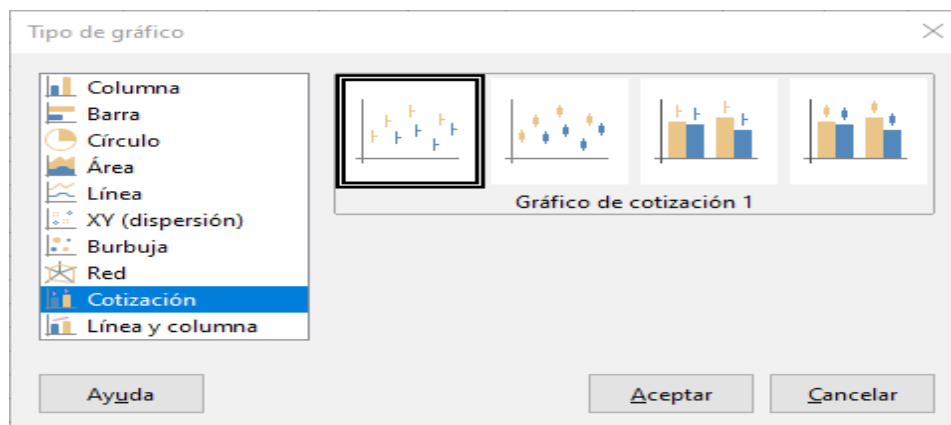 Tipo de gráfico
Columna
Barra
Círculo
Área
Línea
XY (dispersión)
Burbuja
Red
Cotización
Línea y columna
Gráfico de cotización 1
Ayuda
Aceptar
Cancelar